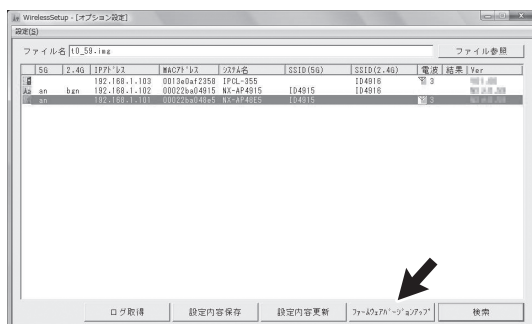 WirelessSetup - [オプション設定]
設定(S)
ファイル名 t0_59.img ファイル参照
5G 2.4G IPｱﾄﾞﾚｽ MACｱﾄﾞﾚｽ ｼｽﾃﾑ名 SSID(5G) SSID(2.4G) 電波 結果 Ver
192.168.1.103 0013e0af2358 IPCL-355 ID4916 3
an bgn 192.168.1.102 00022ba04915 NX-AP4915 ID4915 ID4916
an 192.168.1.101 00022ba048e5 NX-AP48E5 ID4915 3
ログ取得 設定内容保存 設定内容更新 ﾌｧｰﾑｳｪｱﾊﾞｰｼﾞｮﾝｱｯﾌﾟ 検索